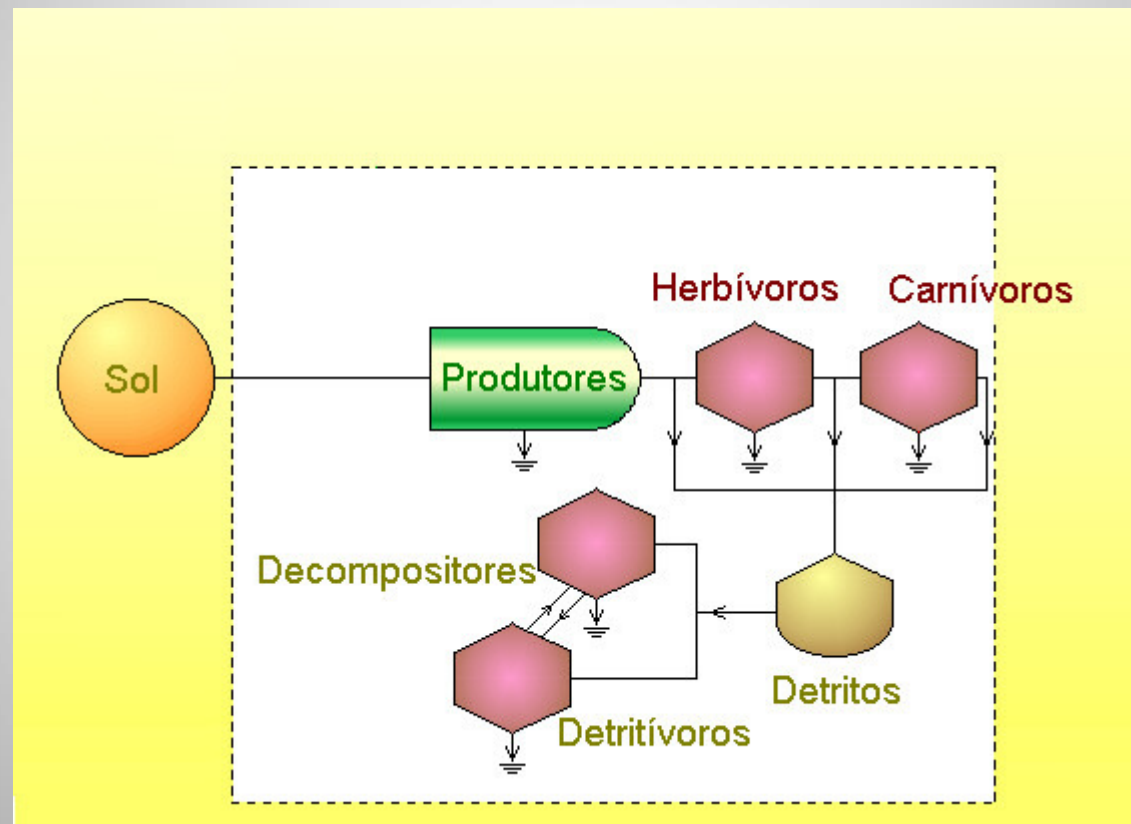 Herbívoros
Carnívoros
Sol
Produtores
Decompositores
Detritos
Detritívoros